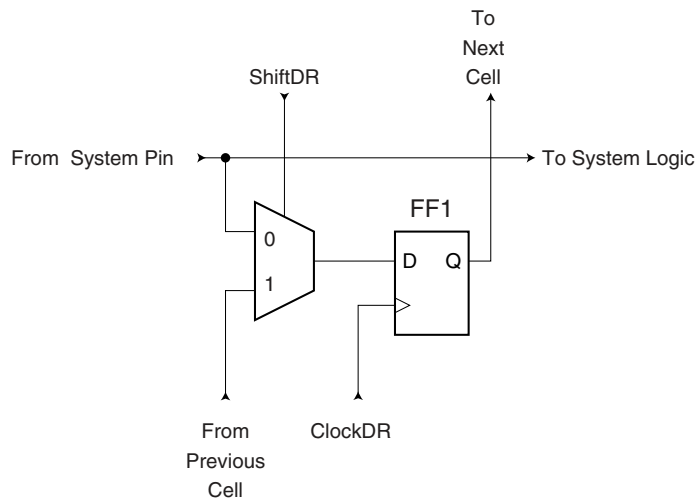 To
Next
Cell
ShiftDR
From System Pin
To System Logic
FF1
0
D Q
1
From
Previous
Cell
ClockDR